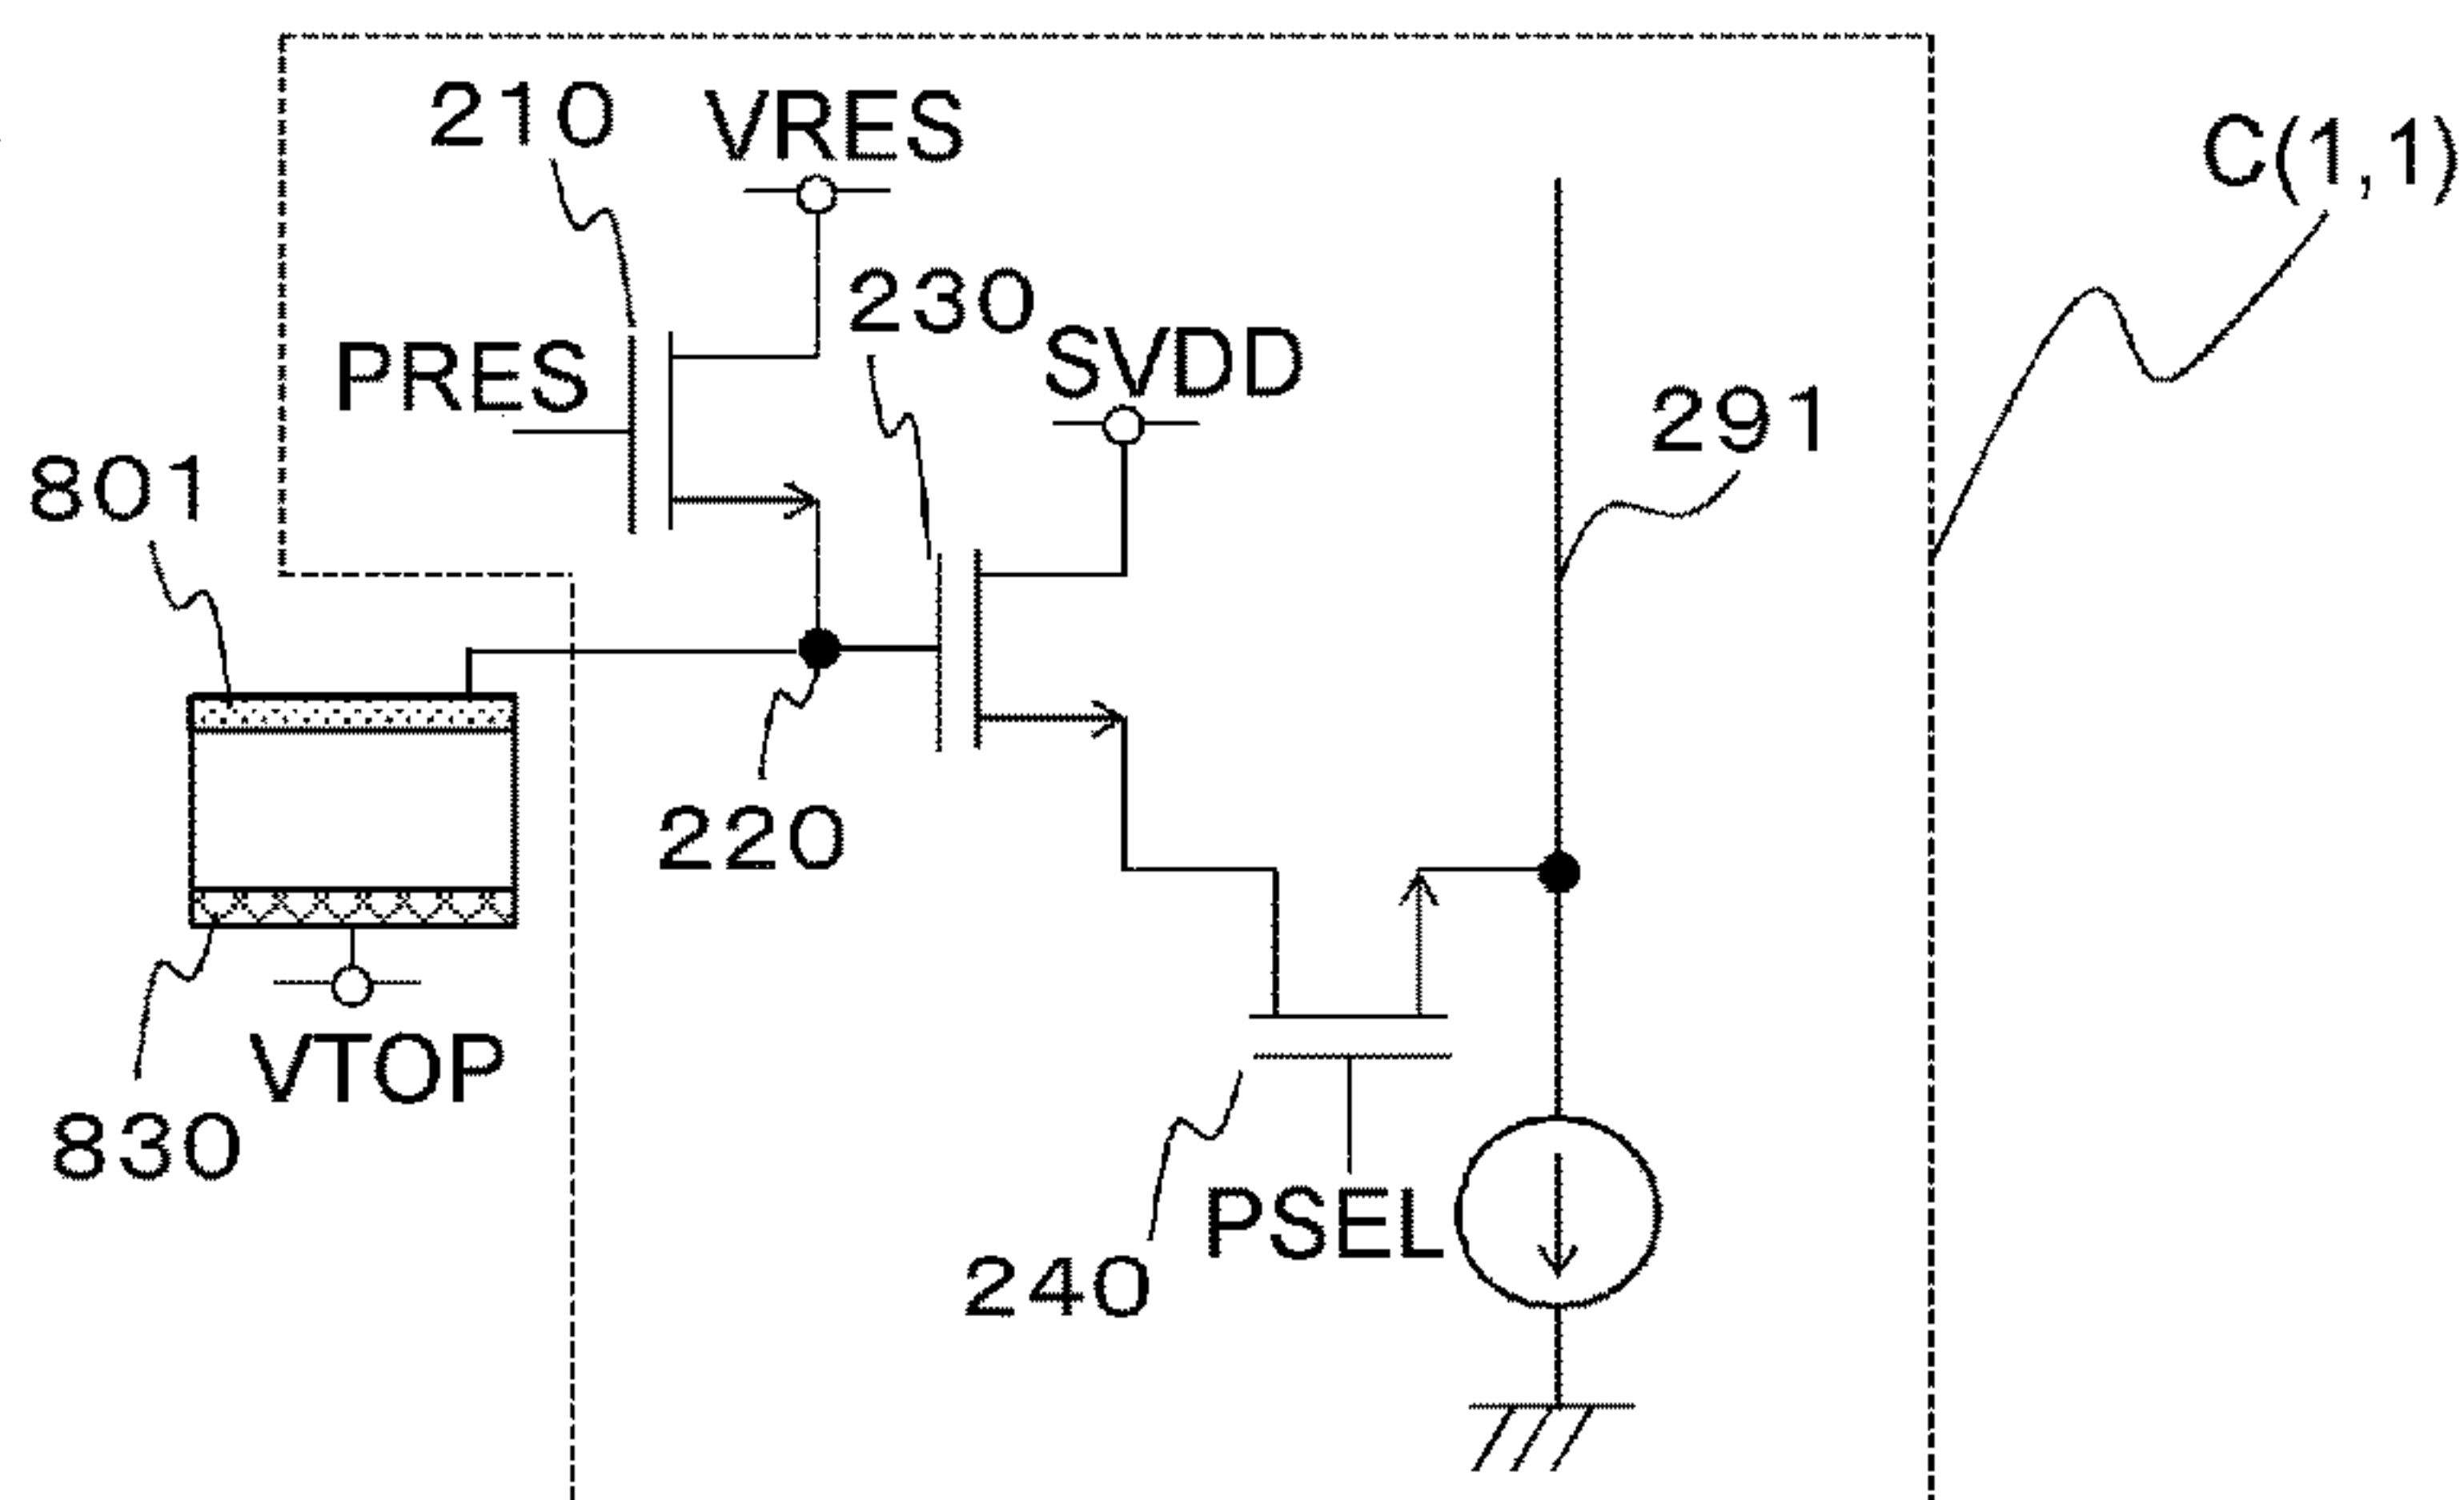 210
VRES
C(1,1)
230
SVDD
PRES
291
801
220
VTOP
830
PSEL
240